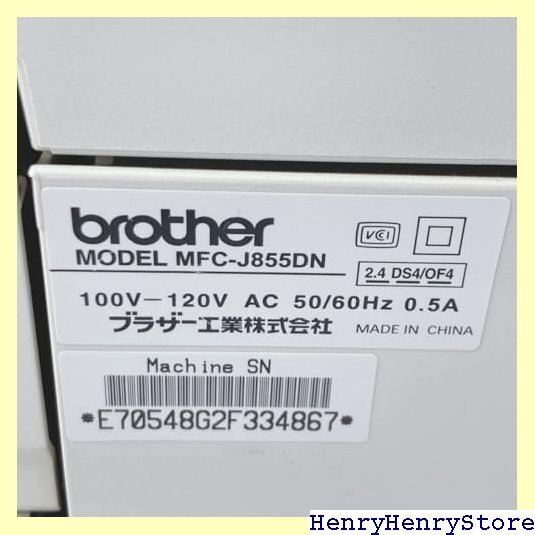 brother
VCI
MODEL MFC-J855DN
2.4 DS4/OF4
100V－120V AC 50/60Hz 0.5A
ブラザー工業株式会社 MADE IN CHINA
Machine SN
*E70548G2F334867*
HenryHenryStore